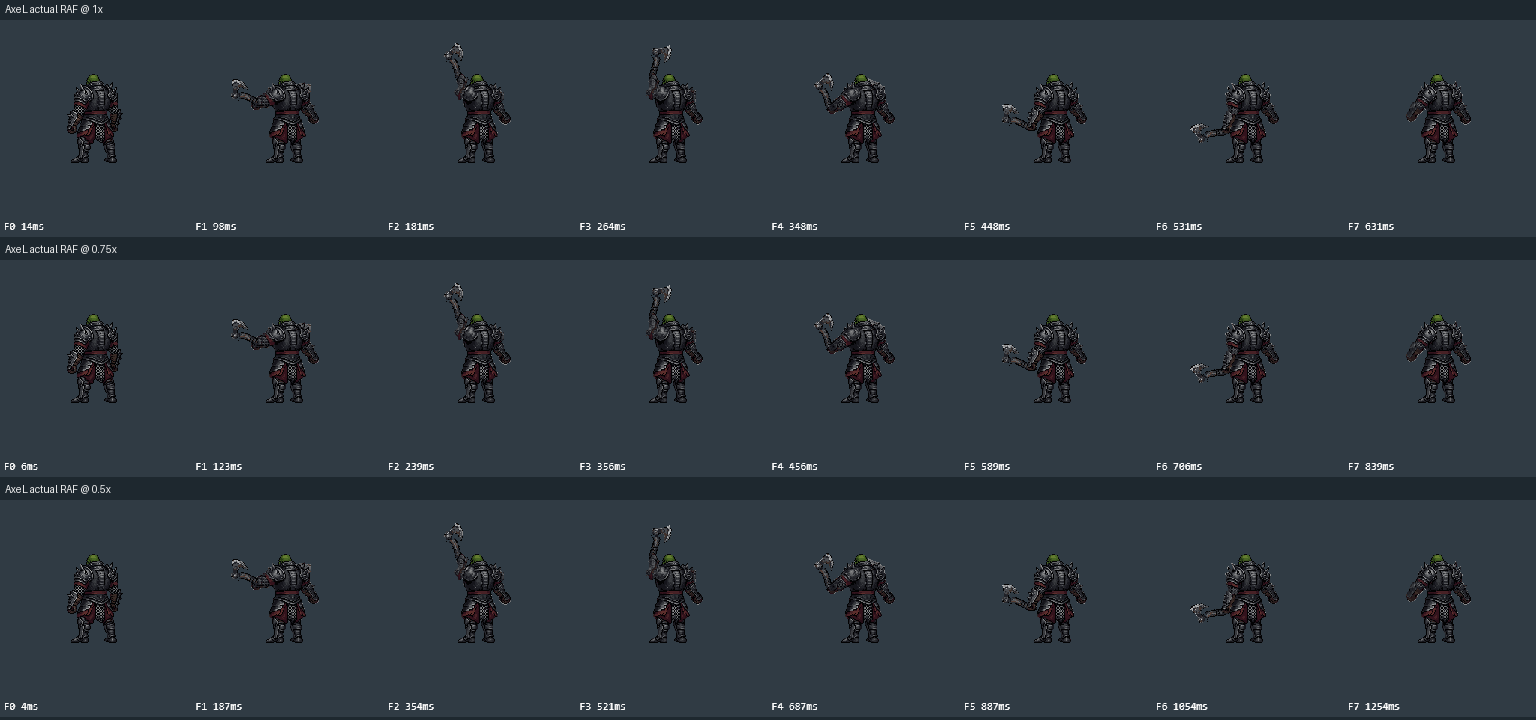 AxeL actual RAF @ 1x
F0 14ms F1 98ms F2 181ms F3 264ms F4 348ms F5 448ms F6 531ms F7 631ms
AxeL actual RAF @ 0.75x
F0 6ms F1 123ms F2 239ms F3 356ms F4 456ms F5 589ms F6 706ms F7 839ms
AxeL actual RAF @ 0.5x
F0 4ms F1 187ms F2 354ms F3 521ms F4 687ms F5 887ms F6 1054ms F7 1254ms